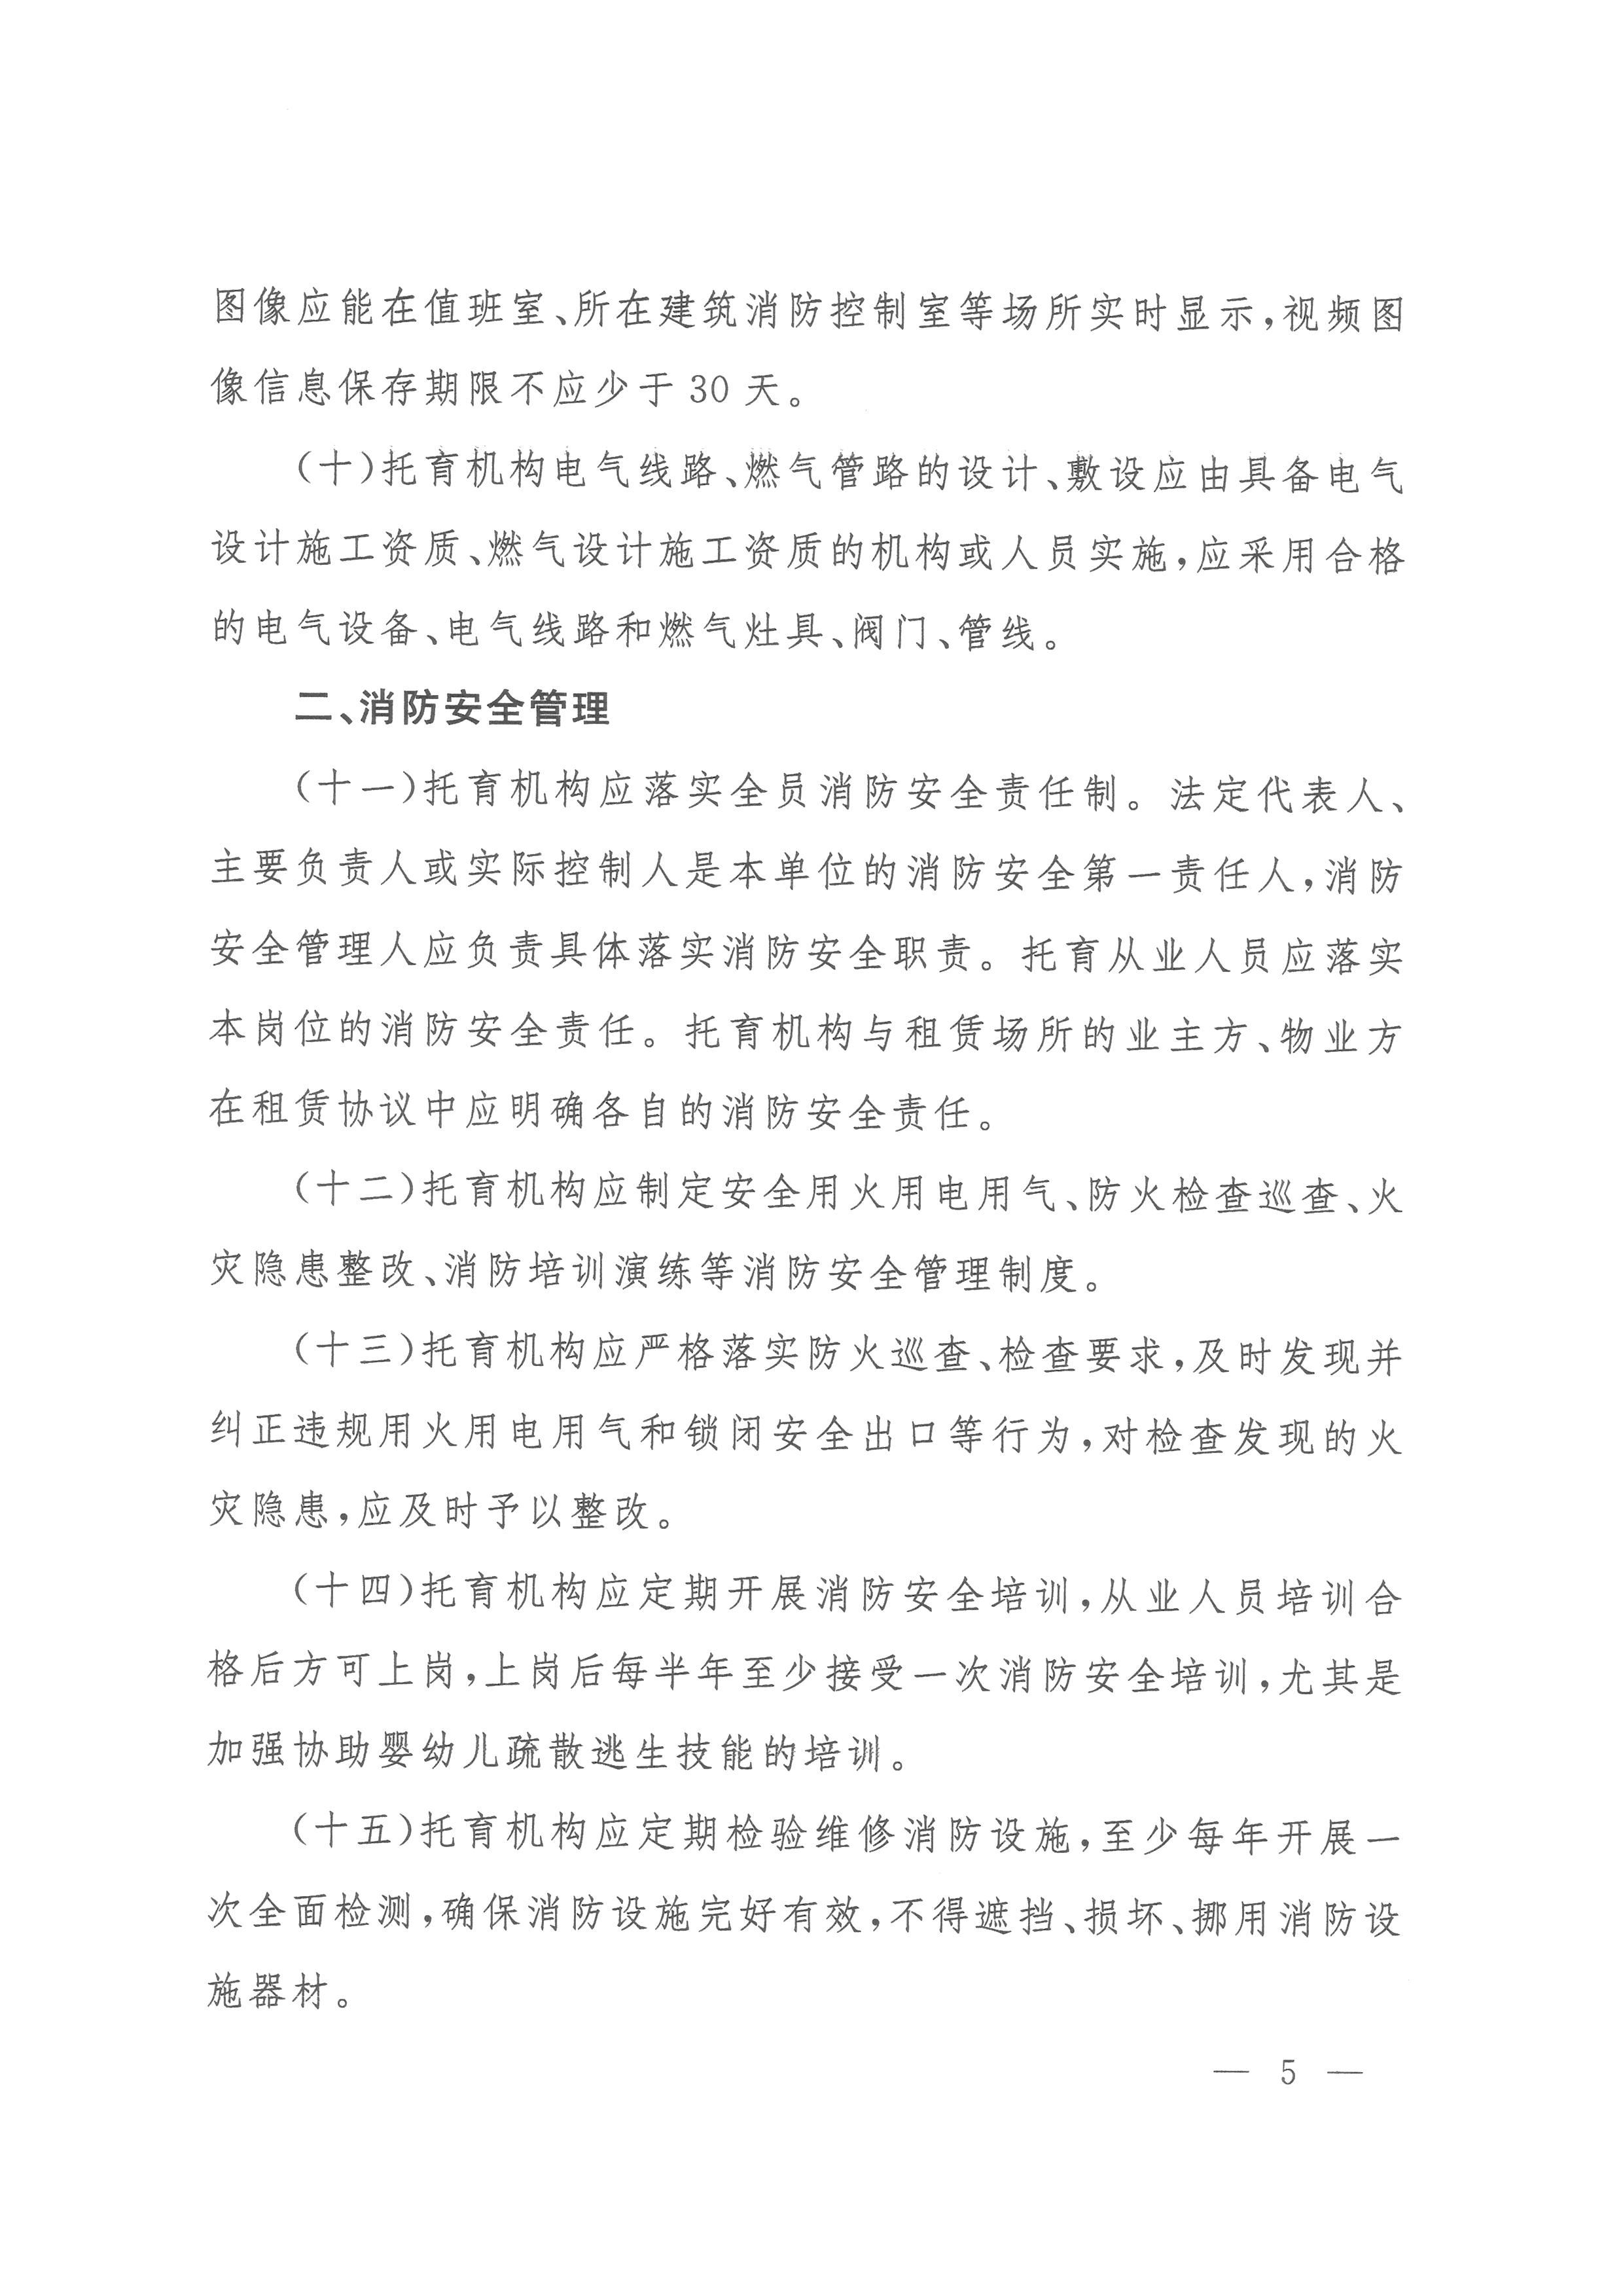 图像应能在值班室、所在建筑消防控制室等场所实时显示,视频图
像信息保存期限不应少于 30 天。
(十)托育机构电气线路、燃气管路的设计、敷设应由具备电气
设计施工资质、燃气设计施工资质的机构或人员实施,应采用合格
的电气设备、电气线路和燃气灶具、阀门、管线。
二、消防安全管理
(十一)托育机构应落实全员消防安全责任制。法定代表人、
主要负责人或实际控制人是本单位的消防安全第一责任人,消防
安全管理人应负责具体落实消防安全职责。托育从业人员应落实
本岗位的消防安全责任。托育机构与租赁场所的业主方、物业方
在租赁协议中应明确各自的消防安全责任。
(十二)托育机构应制定安全用火用电用气、防火检查巡查、火
灾隐患整改、消防培训演练等消防安全管理制度。
(十三)托育机构应严格落实防火巡查、检查要求,及时发现并
纠正违规用火用电用气和锁闭安全出口等行为,对检查发现的火
灾隐患,应及时予以整改。
(十四)托育机构应定期开展消防安全培训,从业人员培训合
格后方可上岗,上岗后每半年至少接受一次消防安全培训,尤其是
加强协助婴幼儿疏散逃生技能的培训。
(十五)托育机构应定期检验维修消防设施,至少每年开展一
次全面检测,确保消防设施完好有效,不得遮挡、损坏、挪用消防设
施器材。
— 5 —